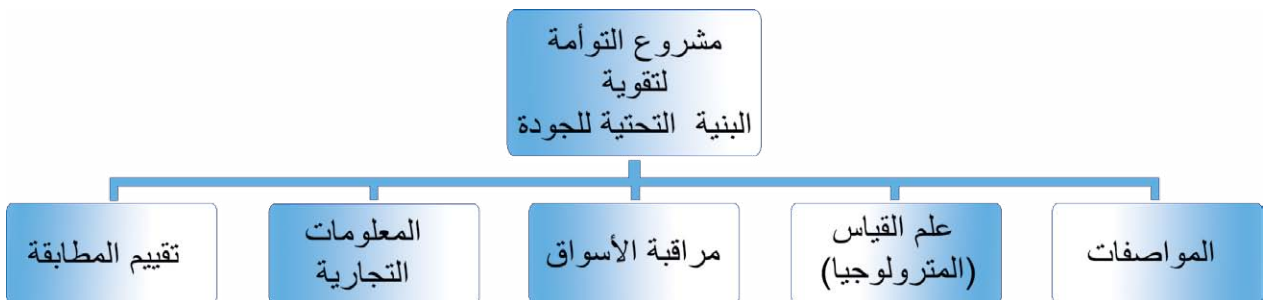 مشروع التوأمة
لتقوية
البنية التحتية للجودة
المواصفات
علم القياس
(المترولوجيا)
مراقبة الأسواق
المعلومات
التجارية
تقييم المطابقة